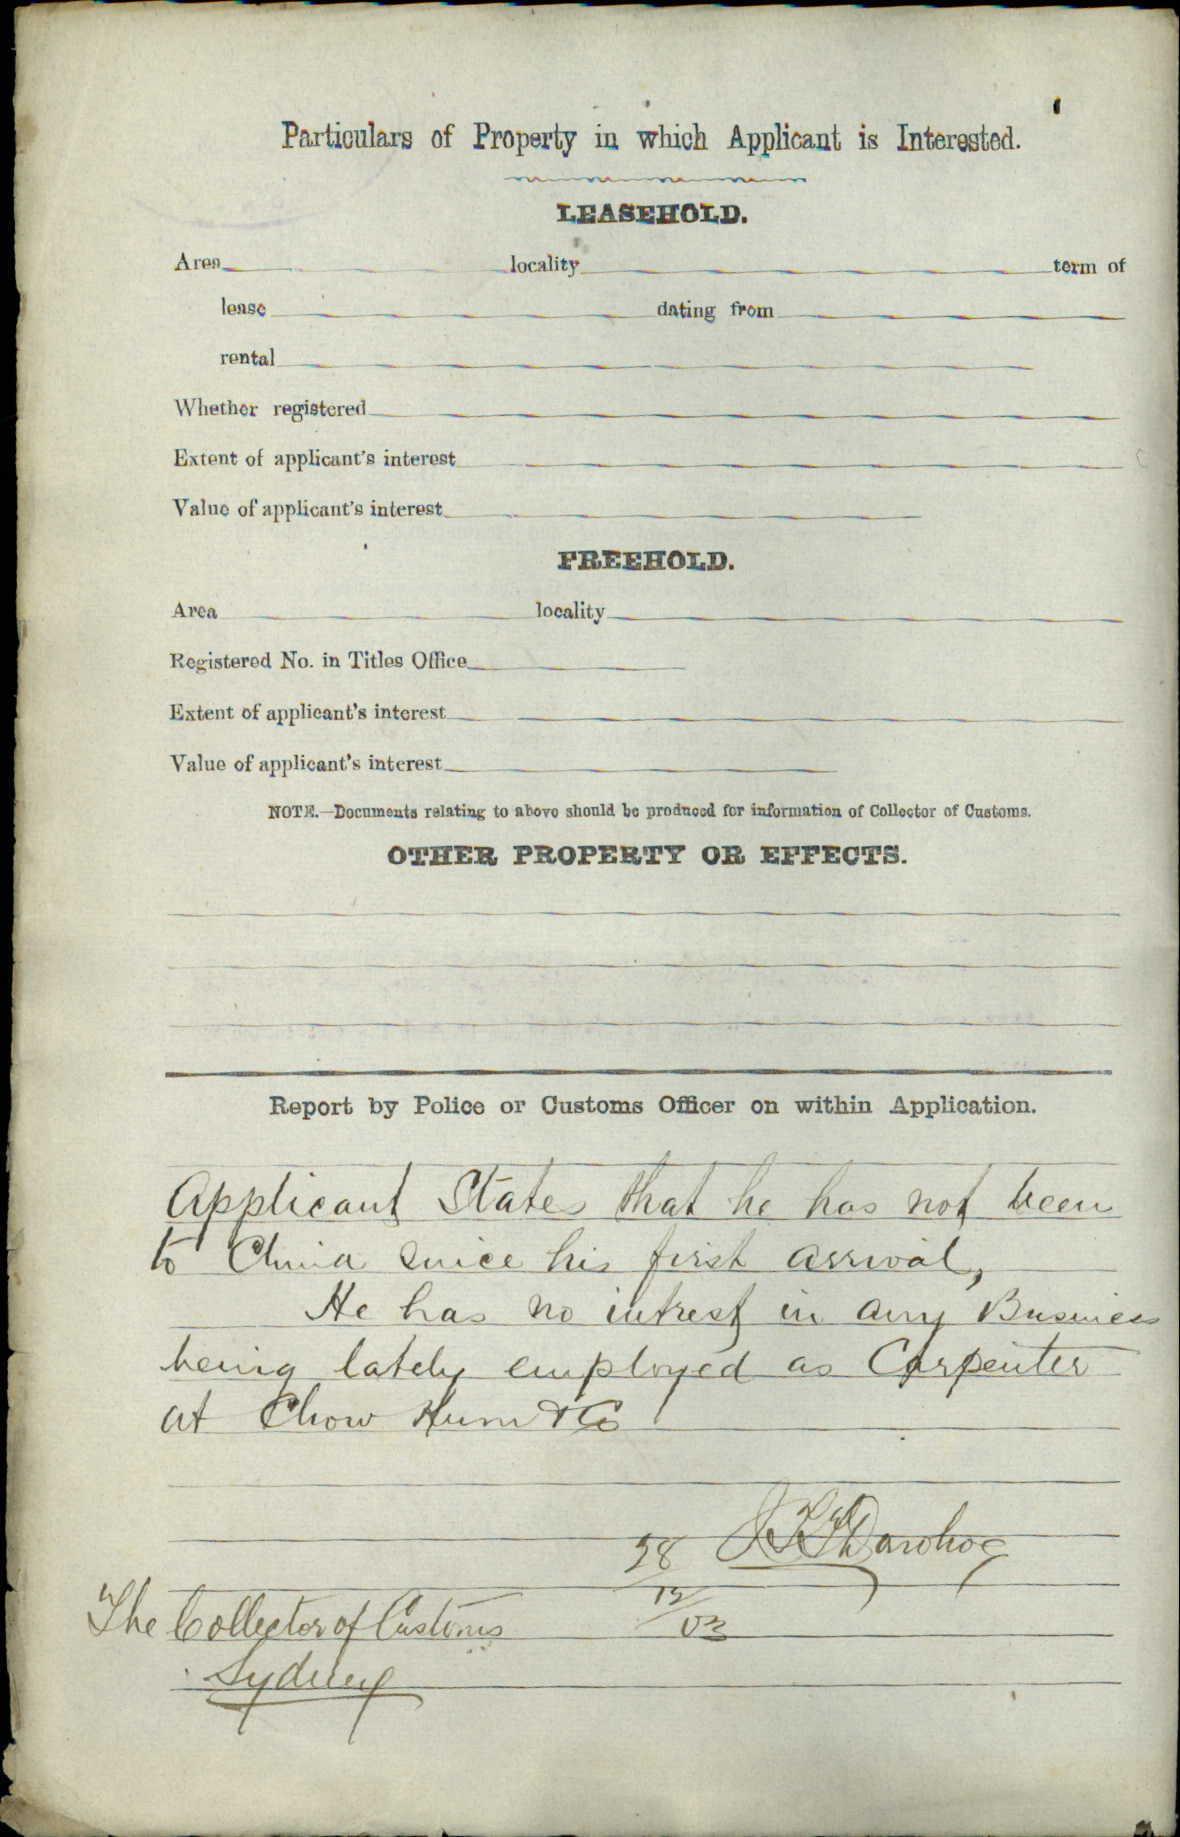 Particulars of Property in which Applicant is Interested.
LEASEHOLD.
Area locality term of
lease dating from
rental
Whether registered
Extent of applicant's interest
Value of applicant's interest
FREEHOLD.
Area locality
Registered No. in Titles Office
Extent of applicant's interest
Value of applicant's interest
NOTE.—Documents relating to above should be produced for information of Collector of Customs.
OTHER PROPERTY OR EFFECTS.
Report by Police or Customs Officer on within Application.
Applicant States that he has not been
to China since his first arrival,
He has no intrest in any Business
being lately employed as Carpenter
at Chow Kum & Co
28
12
03
The Collector of Customs
Sydney